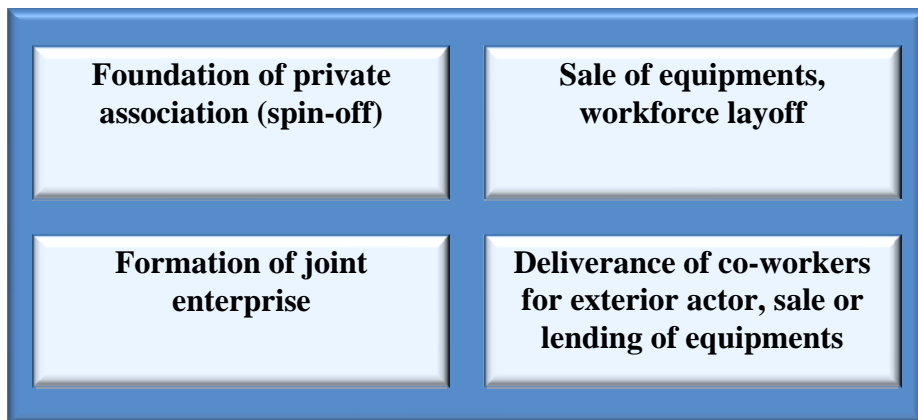 Foundation of private
association (spin-off)
Sale of equipments,
workforce layoff
Formation of joint
enterprise
Deliverance of co-workers
for exterior actor, sale or
lending of equipments